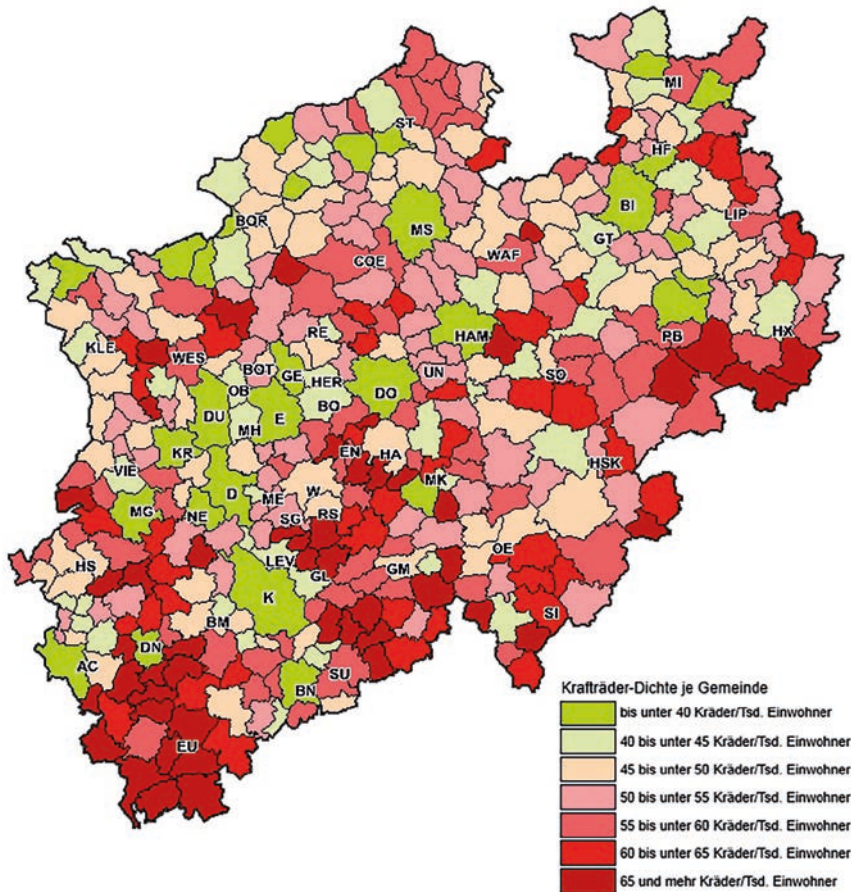 MI
ST
HF
BOR
BI
LIP
MS
GT
COE
WAF
RE
HAM
PB
HX
KLE
WES
BOT
GE
HER
UN
SO
OB
DO
BO
DU
E
MH
EN
HA
KR
HSK
VIE
MK
D
ME
W
MG
NE
SG
RS
OE
HS
LEV
GL
GM
K
SI
BM
DN
AC
SU
BN
EU
Krafträder-Dichte je Gemeinde
bis unter 40 Kräder/Tsd. Einwohner
40 bis unter 45 Kräder/Tsd. Einwohner
45 bis unter 50 Kräder/Tsd. Einwohner
50 bis unter 55 Kräder/Tsd. Einwohner
55 bis unter 60 Kräder/Tsd. Einwohner
60 bis unter 65 Kräder/Tsd. Einwohner
65 und mehr Kräder/Tsd. Einwohner